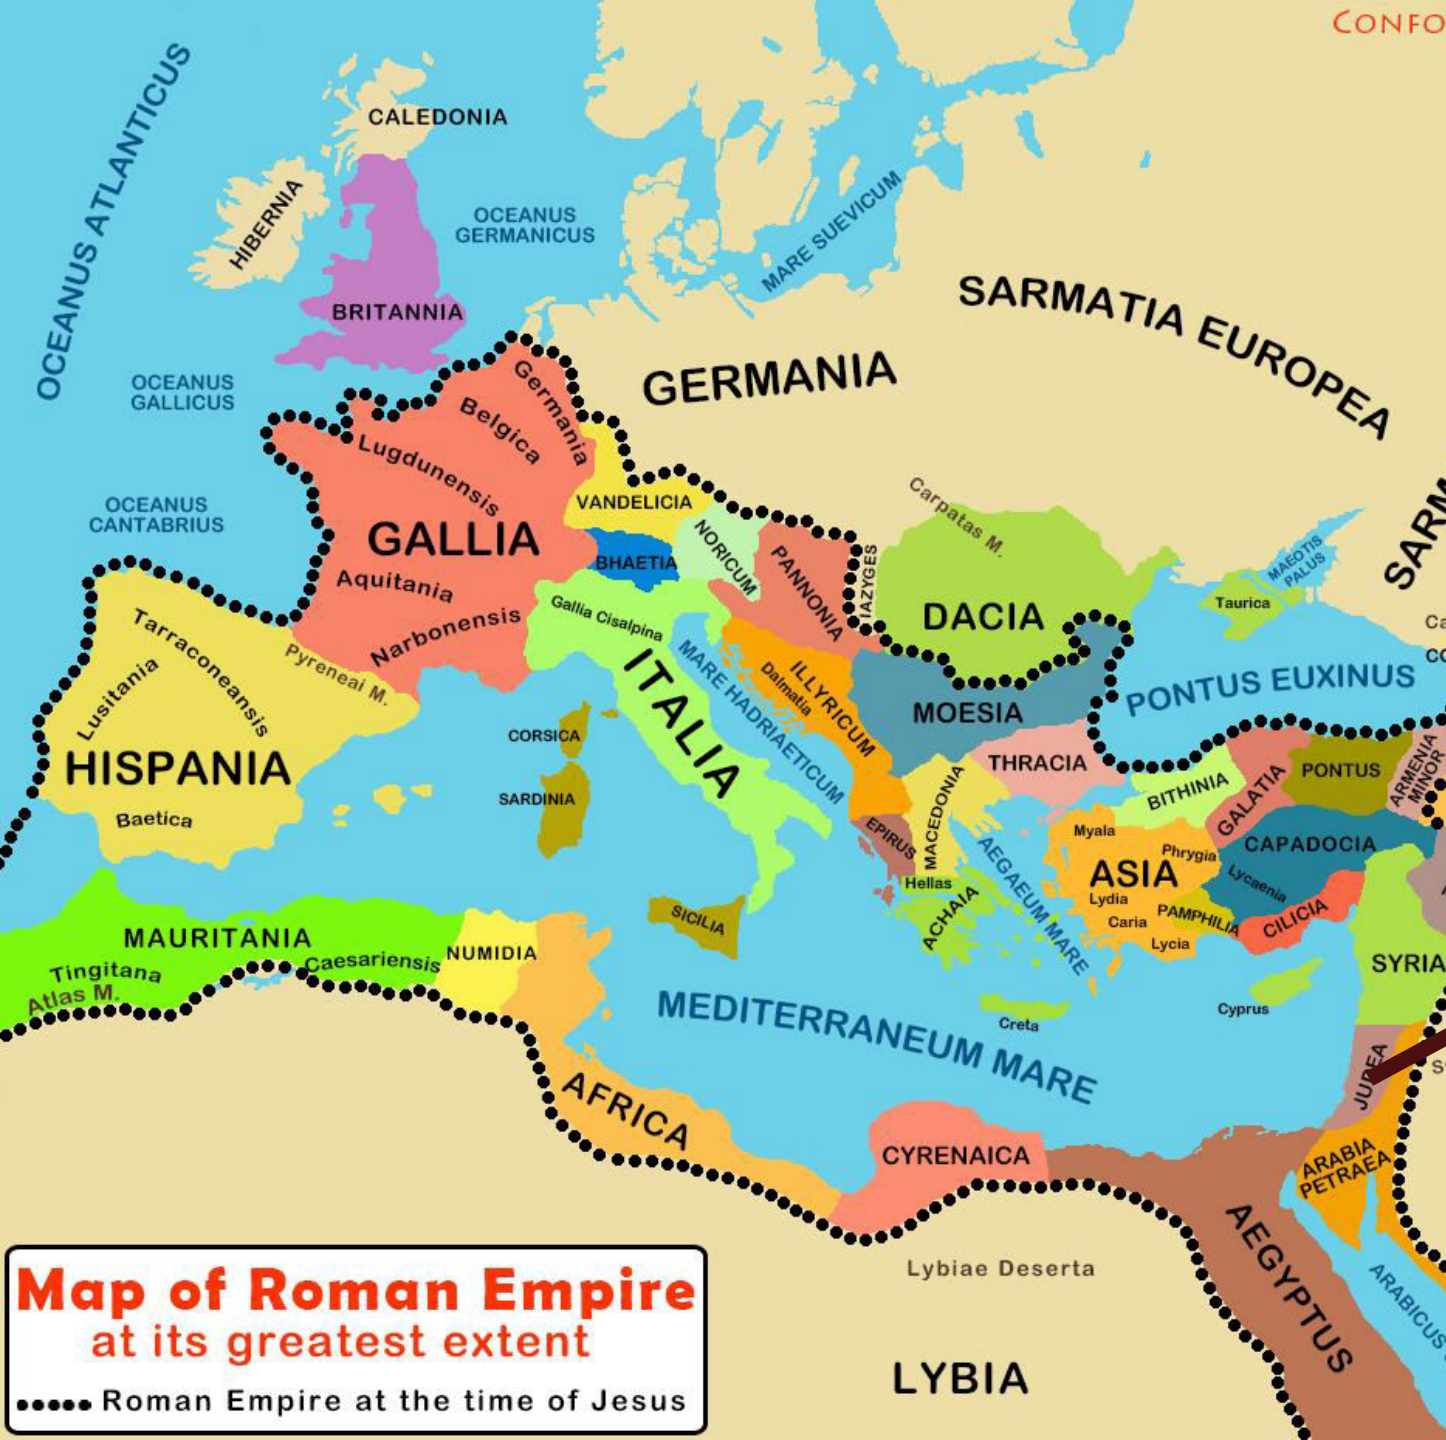 CONFO
CALEDONIA
OCEANUS ATLANTICUS
HIBERNIA
OCEANUS
GERMANICUS
MARE SUEVICUM
BRITANNIA
SARMATIA EUROPEA
GERMANIA
OCEANUS
GALLICUS
Germania
Belgica
Lugdunensis
OCEANUS
CANTABRIUS
VANDELICIA
GALLIA
BHAETIA
NORICUM
PANNONIA
IAZYGES
Carpatas M.
DACIA
MAEOTIS
PALUS
Taurica
SARM
Aquitania
Narbonensis
Gallia Cisalpina
Pyreneai M.
Tarraconeansis
Lusitania
HISPANIA
Baetica
ITALIA
MARE HADRIAETICUM
ILLYRICUM
Dalmatia
MOESIA
PONTUS EUXINUS
Ca
CO
CORSICA
SARDINIA
THRACIA
BITHINIA
GALATIA
PONTUS
ARMENIA
MINOR
MACEDONIA
EPIRUS
Hellas
ACHAIA
AEGAEUM MARE
Myala
Phrygia
ASIA
Lydia
Caria
Lycia
PAMPHILIA
CAPADOCIA
Lycaenia
CILICIA
SYRIA
SICILIA
MAURITANIA
Tingitana
Caesariensis
Atlas M.
NUMIDIA
MEDITERRANEUM MARE
Creta
Cyprus
JUDEA
AFRICA
CYRENAICA
ARABIA
PETRAEA
AEGYPTUS
ARABICUS
Lybiae Deserta
LYBIA
Map of Roman Empire
at its greatest extent
Roman Empire at the time of Jesus